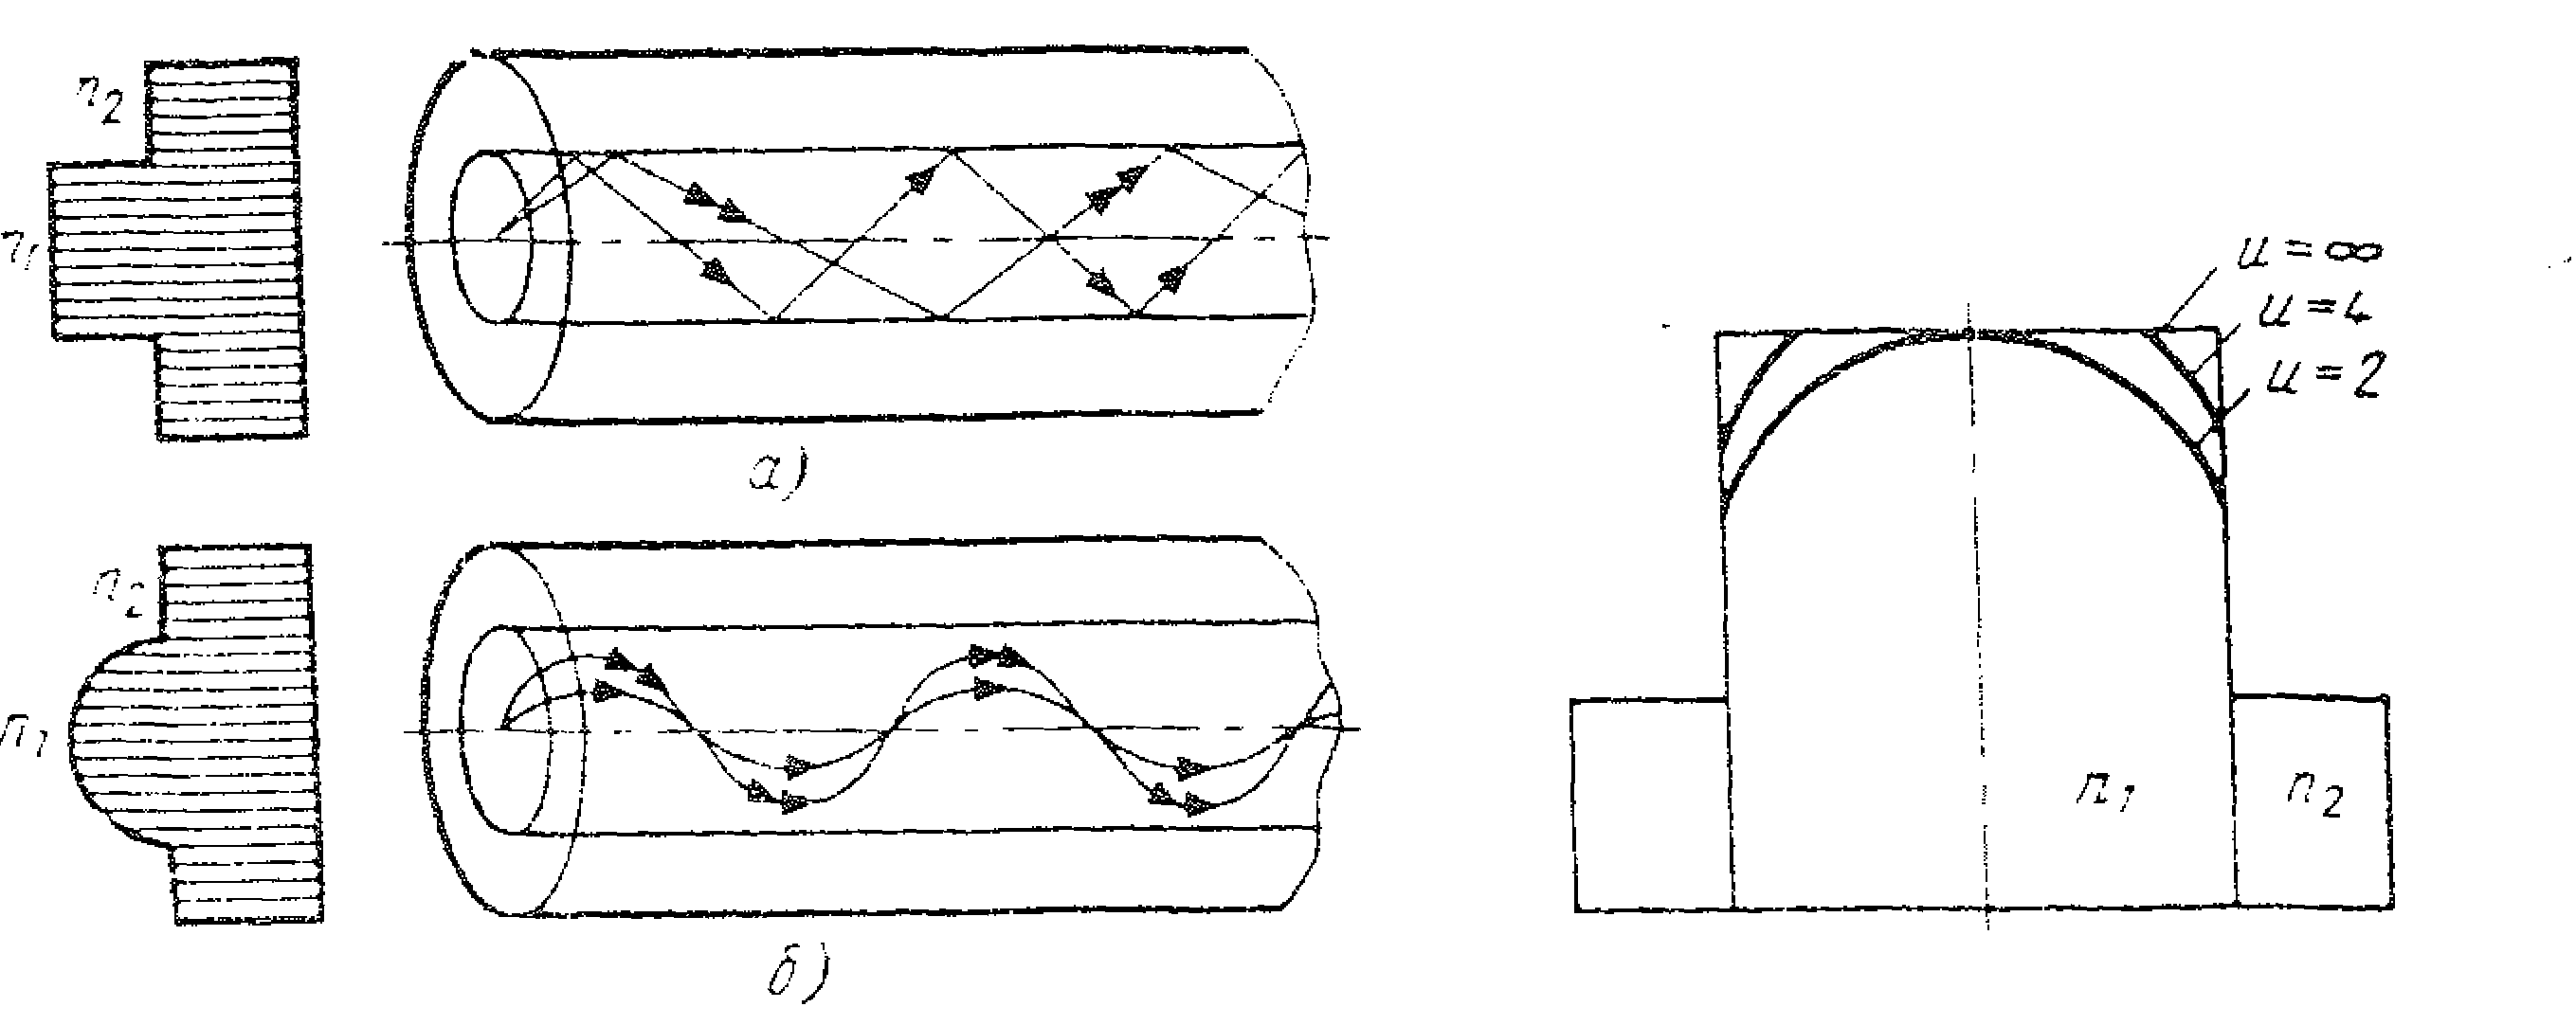 n2
n1
а)
n2
n1
б)
u = ∞
u = 4
u = 2
n1
n2